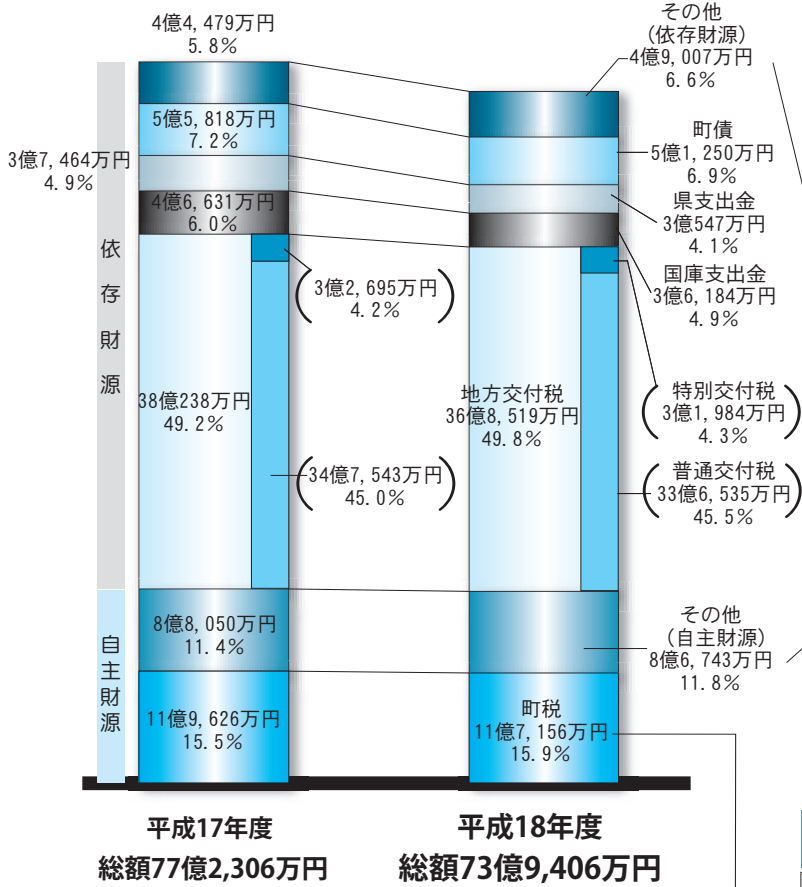 4億4,479万円
5.8%
5億5,818万円
7.2%
3億7,464万円
4.9%
4億6,631万円
6.0%
(3億2,695万円
4.2%)
38億238万円
49.2%
(34億7,543万円
45.0%)
8億8,050万円
11.4%
11億9,626万円
15.5%
依存財源
自主財源
平成17年度
総額77億2,306万円
その他
(依存財源)
4億9,007万円
6.6%
町債
5億1,250万円
6.9%
県支出金
3億547万円
4.1%
国庫支出金
3億6,184万円
4.9%
地方交付税
36億8,519万円
49.8%
(特別交付税
3億1,984万円
4.3%)
(普通交付税
33億6,535万円
45.5%)
その他
(自主財源)
8億6,743万円
11.8%
町税
11億7,156万円
15.9%
平成18年度
総額73億9,406万円